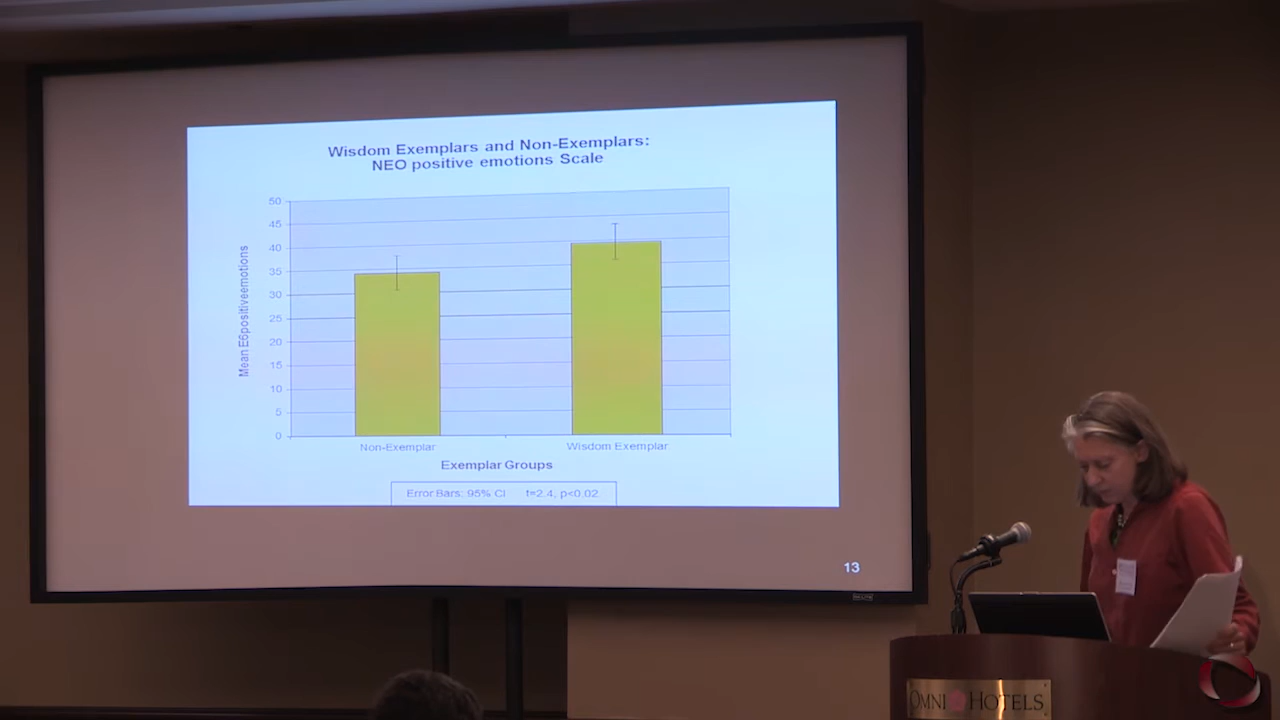 Wisdom Exemplars and Non-Exemplars:
NEO positive emotions Scale
50
45
40
35
30
25
20
15
10
5
0
Mean E6positiveemotions
Non-Exemplar
Wisdom Exemplar
Exemplar Groups
Error Bars: 95% CI t=2.4, p<0.02
13
OMNI HOTELS